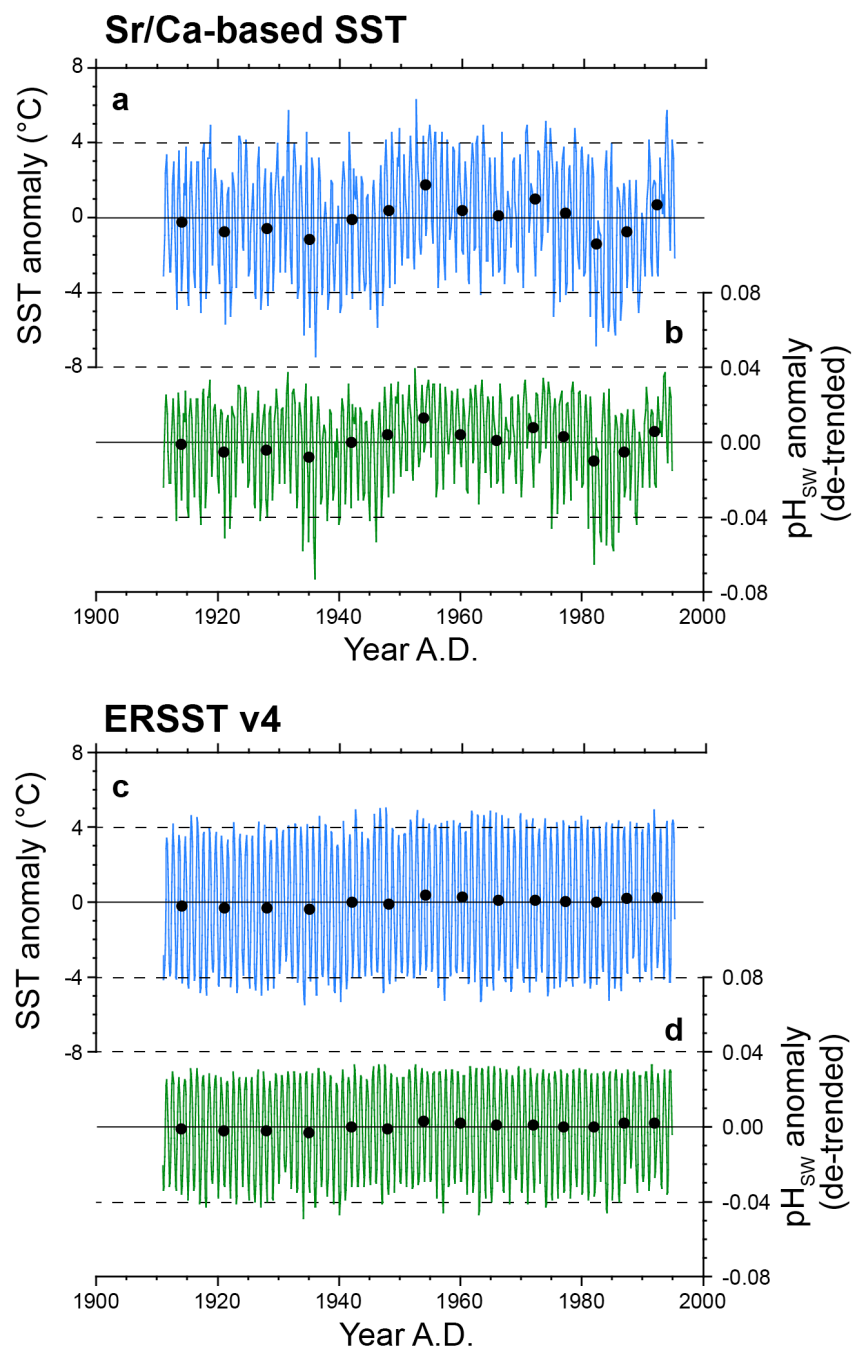 Sr/Ca-based SST
8
4
0
-4
-8
SST anomaly (°C)
a
b
0.08
0.04
0.00
-0.04
-0.08
pHSW anomaly
(de-trended)
1900 1920 1940 1960 1980 2000
Year A.D.
ERSST v4
8
4
0
-4
-8
SST anomaly (°C)
c
d
0.08
0.04
0.00
-0.04
-0.08
pHSW anomaly
(de-trended)
1900 1920 1940 1960 1980 2000
Year A.D.